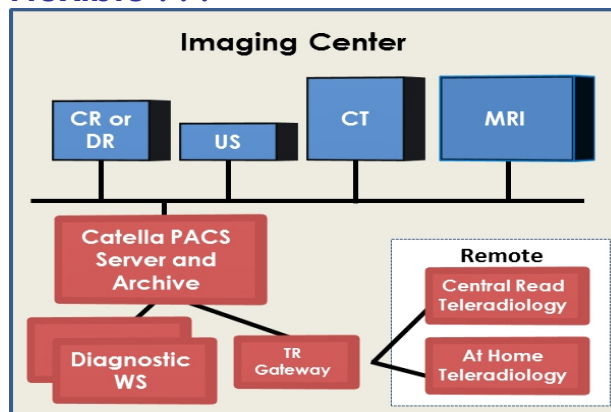 Imaging Center
CR or
DR
US
CT
MRI
Catella PACS
Server and
Archive
Diagnostic
WS
TR
Gateway
Remote
Central Read
Teleradiology
At Home
Teleradiology